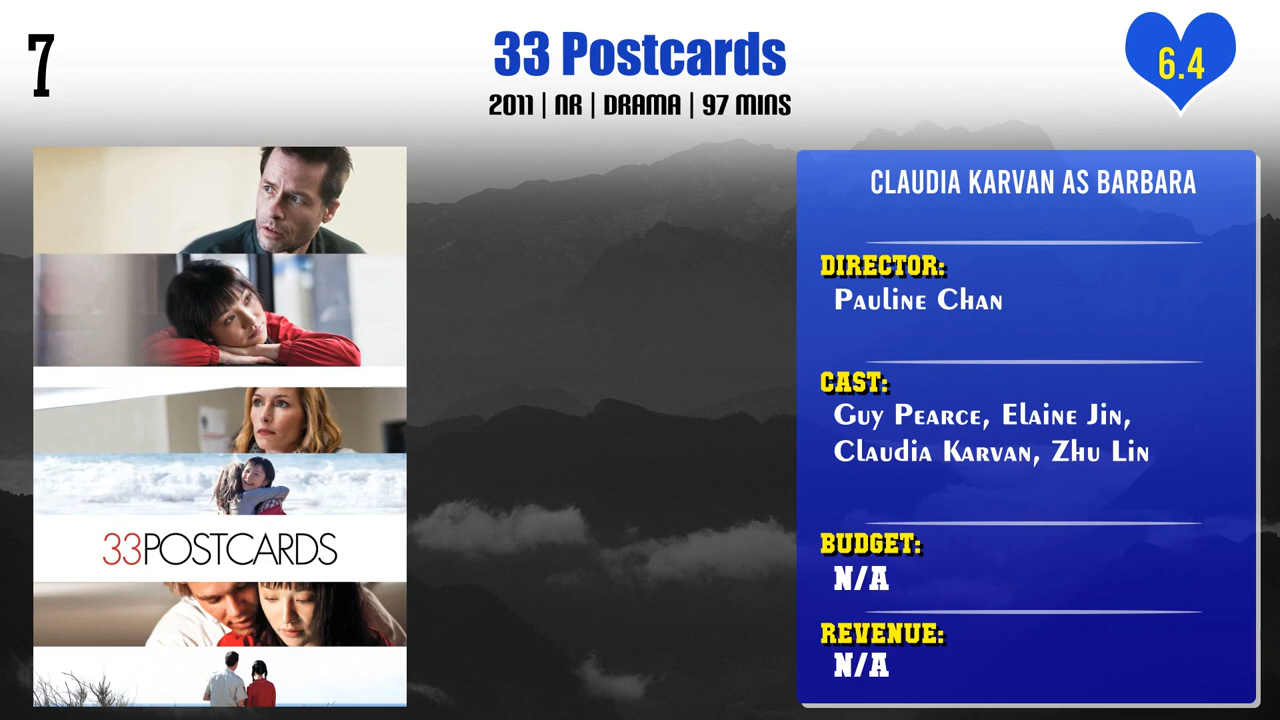 7
33 Postcards
2011 | NR | DRAMA | 97 MINS
6.4
33POSTCARDS
CLAUDIA KARVAN AS BARBARA
DIRECTOR:
Pauline Chan
CAST:
Guy Pearce, Elaine Jin,
Claudia Karvan, Zhu Lin
BUDGET:
N/A
REVENUE:
N/A